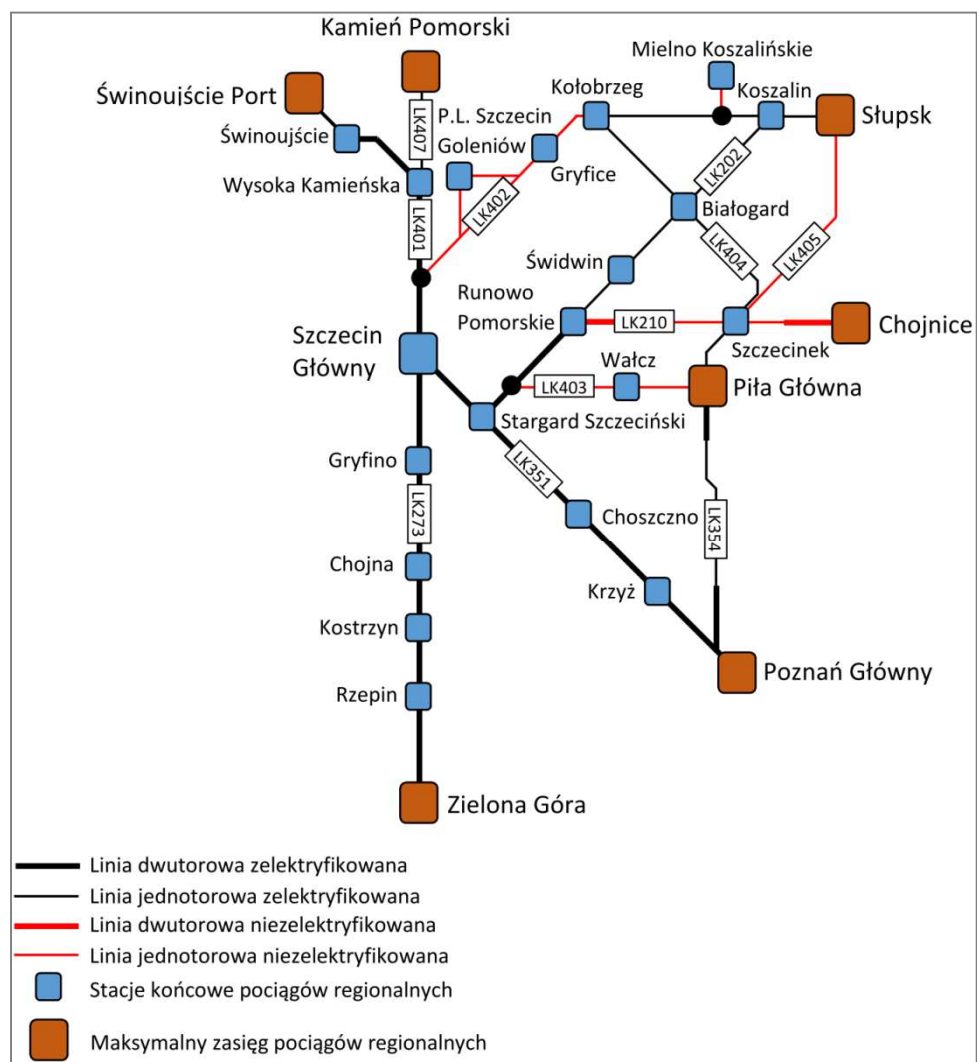 Kamień Pomorski
Mielno Koszalińskie
Świnoujście Port
Kołobrzeg
Koszalin
LK407
P.L. Szczecin
Goleniów
Słupsk
Świnoujście
Gryfice
LK202
Wysoka Kamieńska
LK402
Białogard
LK401
LK404
LK405
Świdwin
Runowo
Pomorskie
LK210
Chojnice
Szczecin
Główny
Szczecinek
Wałcz
LK403
Piła Główna
Stargard Szczeciński
Gryfino
LK351
LK273
Choszczno
LK354
Chojna
Krzyż
Kostrzyn
Poznań Główny
Rzepin
Zielona Góra
Linia dwutorowa zelektryfikowana
Linia jednotorowa zelektryfikowana
Linia dwutorowa niezelektryfikowana
Linia jednotorowa niezelektryfikowana
Stacje końcowe pociągów regionalnych
Maksymalny zasięg pociągów regionalnych